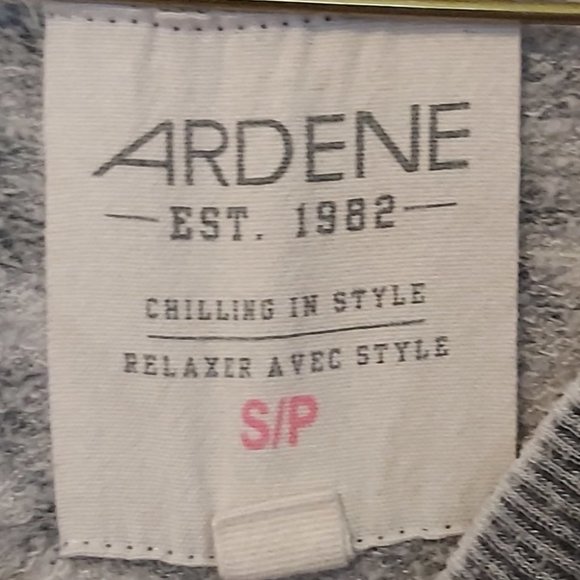 ARDENE
EST. 1982
CHILLING IN STYLE
RELAXER AVEC STYLE
S/P